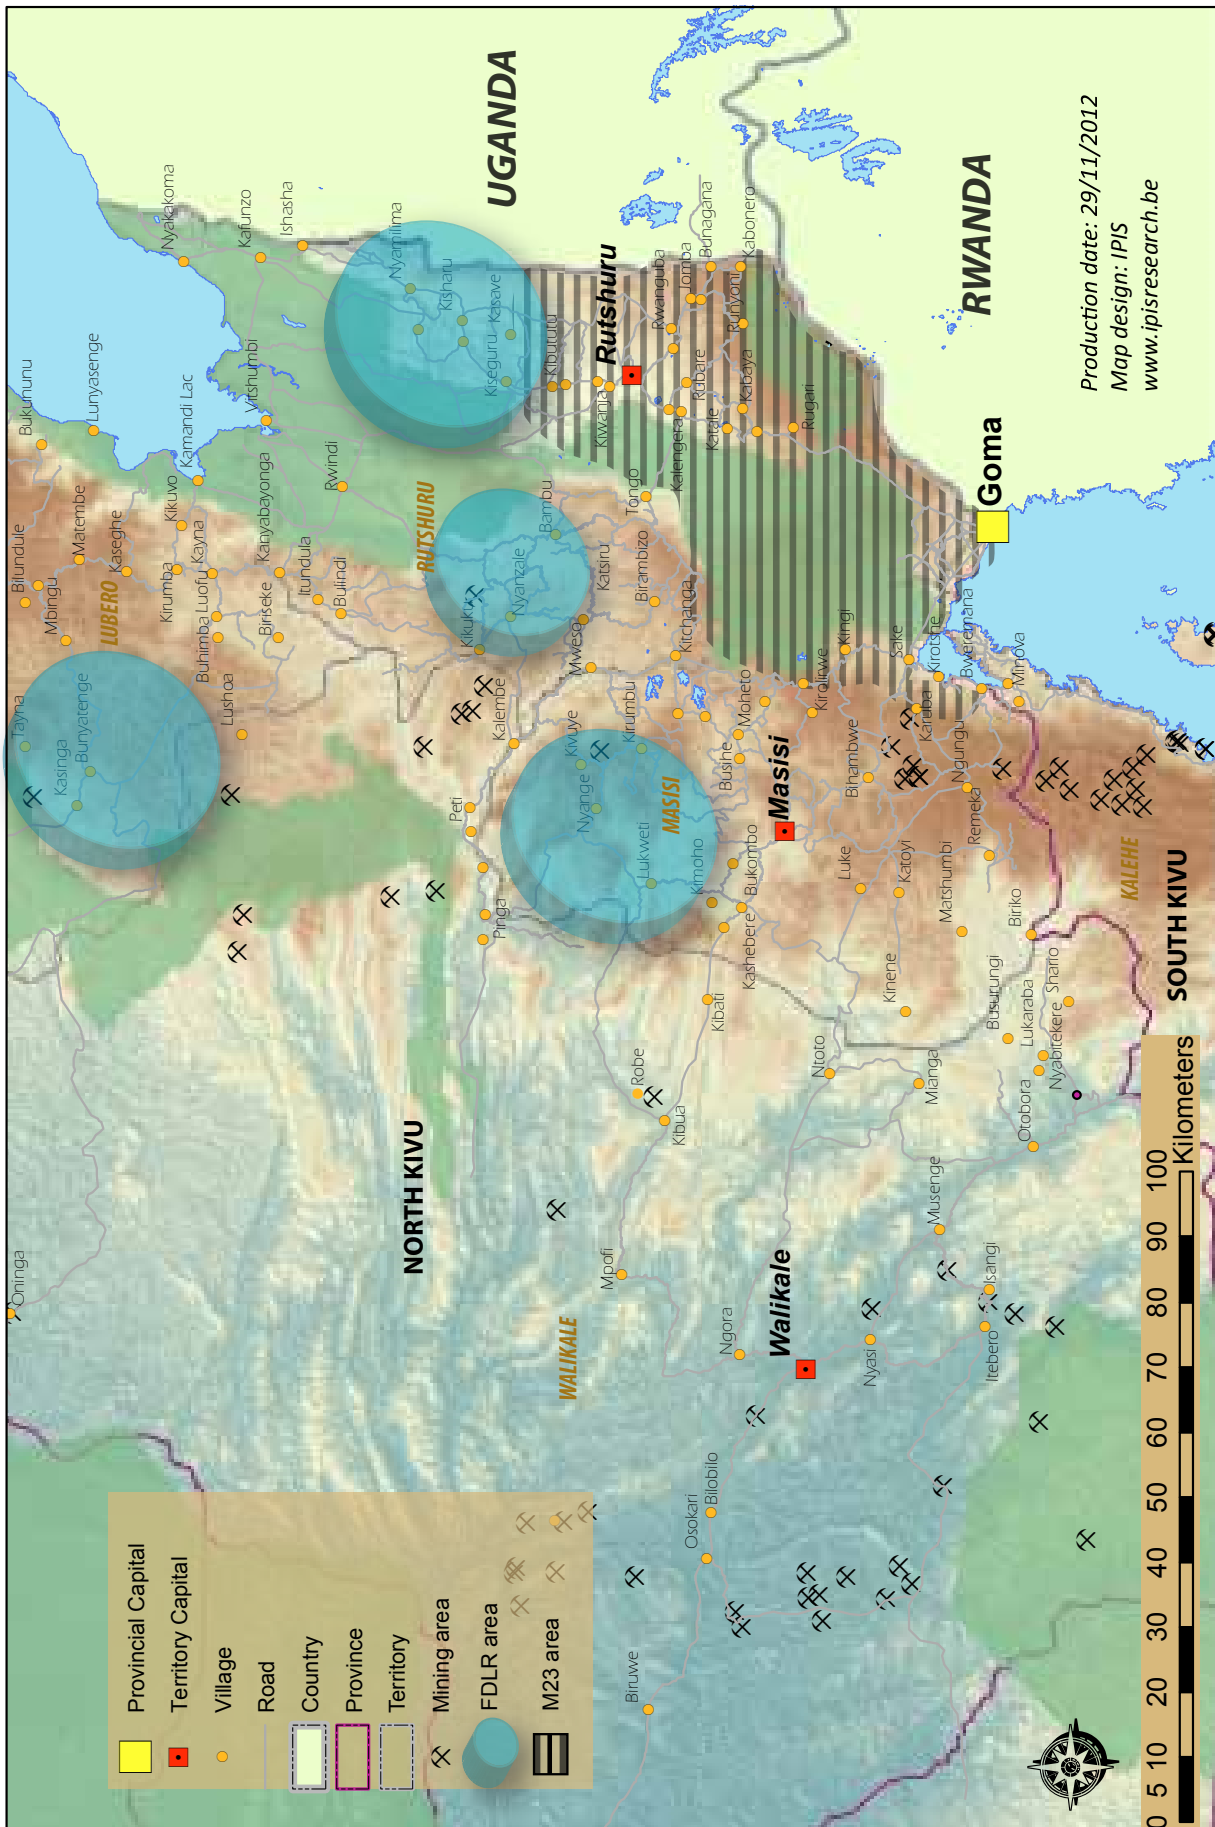 Oninga
Tayna
Kasinga
Bunyatenge
Bilundule
Mbingu
Matembe
Kaseghe
Bukumunu
Lunyasenge
LUBERO
Kirumba
Kikuvo
Kamandi Lac
Kayna
Luofu
Buhimba
Lushoa
Biriseke
Kanyabayonga
Vitshumbi
Nyakakoma
Kafunzo
Ishasha
Itundula
Bulindi
Rwindi
RUTSHURU
UGANDA
Nyamilima
Kisharu
Kasave
Kiseguru
Kibututu
Kiwanja
Rutshuru
Rwanguba
Jomba
Bunagana
Kabonero
Runyoni
Rubare
Kalengera
Katale
Kabaya
Rugari
Tongo
Bambu
Nyanzale
Kikuku
Katsiru
Birambizo
Mweso
Kitchanga
Kalembe
Peti
Pinga
Kivuye
Nyange
Kirumbu
Lukweti
MASISI
Kimoho
Busihe
Moheto
Masisi
Bukombo
Kashebere
Kibati
Kirolirwe
Kingi
Sake
Kirotshe
Bweremana
Minova
Karuba
Ngungu
Bihambwe
Remeka
Luke
Katoyi
Matshumbi
Biriko
Kinene
Busurungi
Lukaraba
Nyabitekere
Shario
Goma
RWANDA
KALEHE
SOUTH KIVU
NORTH KIVU
Robe
Kibua
Mpofi
Ntoto
Mianga
Otobora
Musenge
Isangi
Itebero
Nyasi
Walikale
Ngora
WALIKALE
Bilobilo
Osokari
Biruwe
Provincial Capital
Territory Capital
Village
Road
Country
Province
Territory
Mining area
FDLR area
M23 area
0 5 10 20 30 40 50 60 70 80 90 100
Kilometers
Production date: 29/11/2012
Map design: IPIS
www.ipisresearch.be